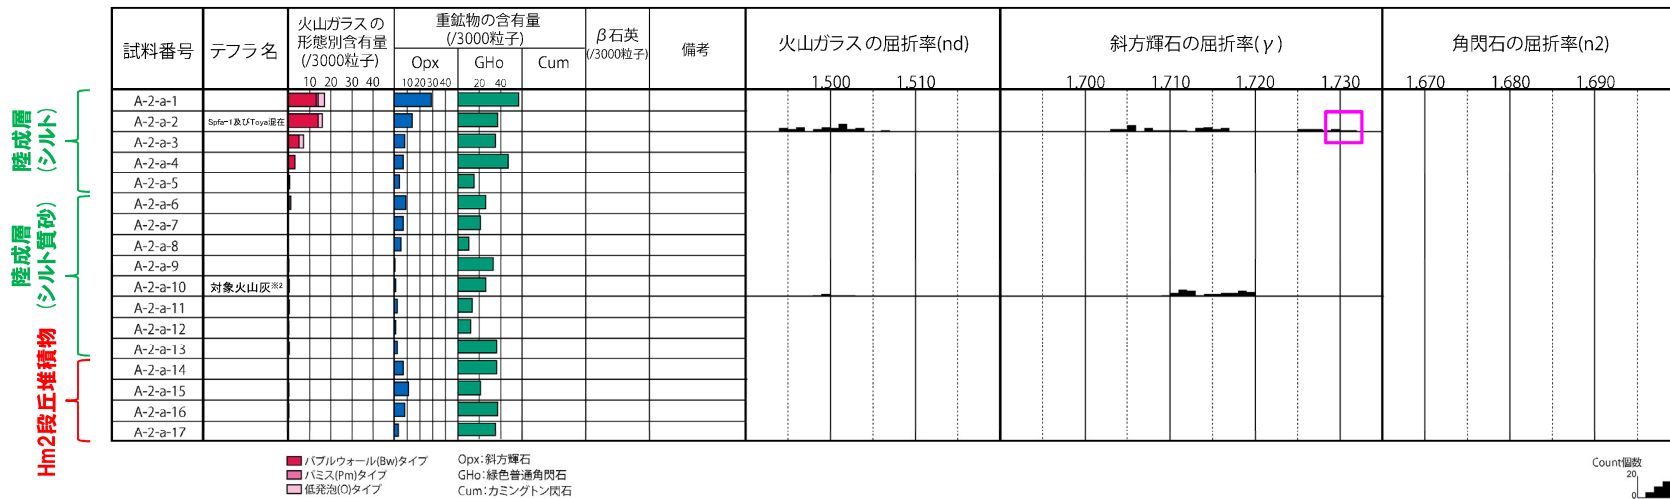 試料番号
テフラ名
火山ガラスの
形態別含有量
(/3000粒子)
10 20 30 40
重鉱物の含有量
(/3000粒子)
Opx
10 20 30 40
GHo
20 40
Cum
β石英
(/3000粒子)
備考
火山ガラスの屈折率(nd)
1.500 1.510
斜方輝石の屈折率(γ)
1.700 1.710 1.720 1.730
角閃石の屈折率(n2)
1.670 1.680 1.690
陸成層
(シルト)
陸成層
(シルト質砂)
Hm2段丘堆積物
A-2-a-1
A-2-a-2 Spfa-1及びToya混在
A-2-a-3
A-2-a-4
A-2-a-5
A-2-a-6
A-2-a-7
A-2-a-8
A-2-a-9
A-2-a-10 対象火山灰※2
A-2-a-11
A-2-a-12
A-2-a-13
A-2-a-14
A-2-a-15
A-2-a-16
A-2-a-17
バブルウォール(Bw)タイプ
パミス(Pm)タイプ
低発泡(O)タイプ
Opx:斜方輝石
GHo:緑色普通角閃石
Cum:カミングトン閃石
Count個数
20
0